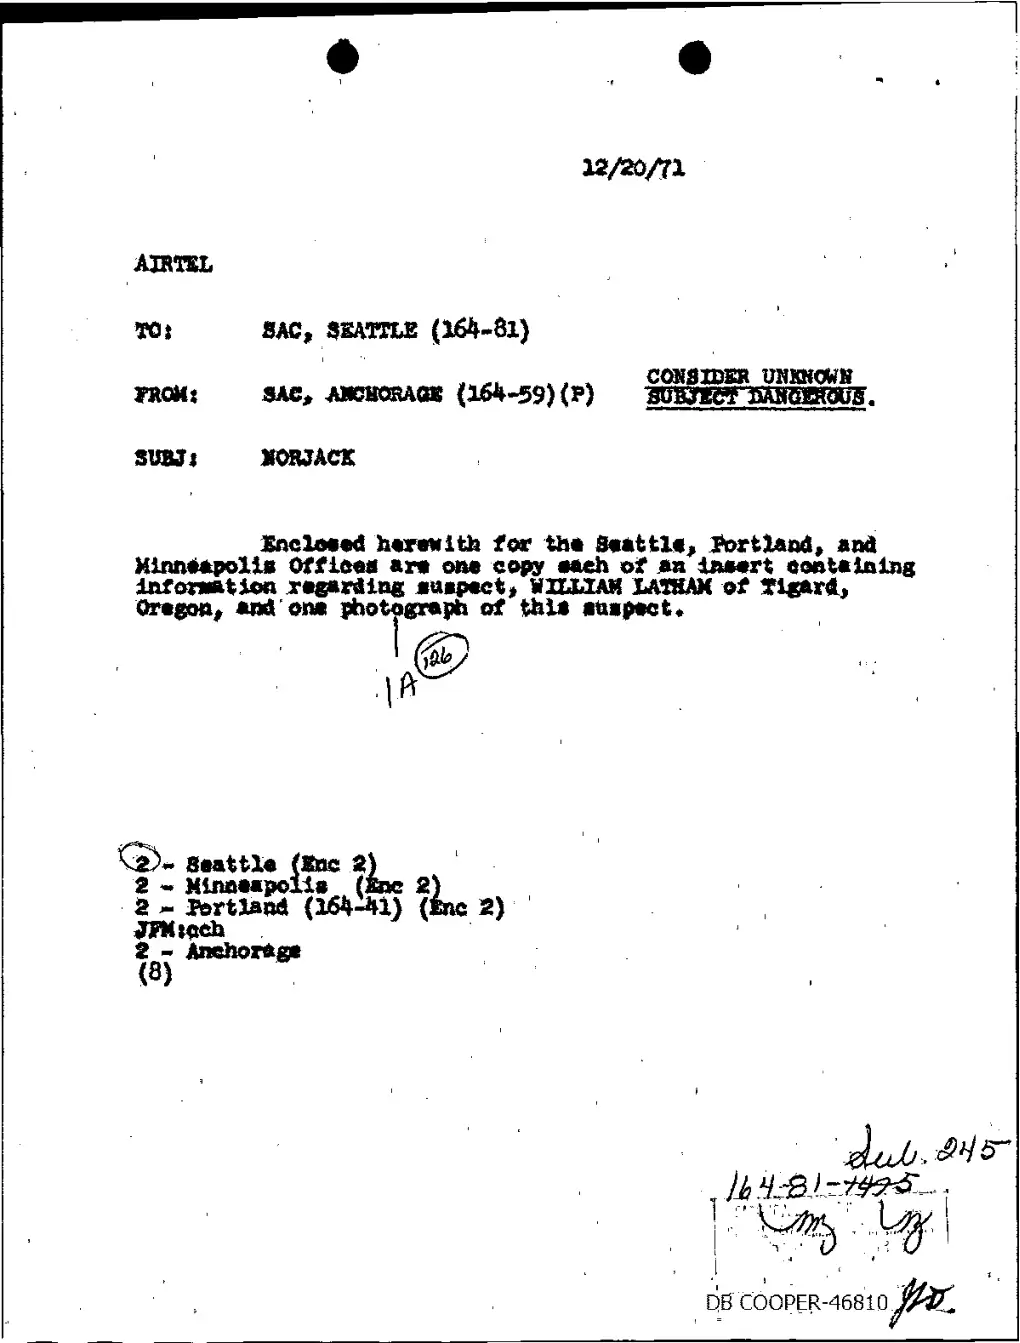 12/20/71
AIRTEL
TO: SAC, SEATTLE (164-81)
FROM: SAC, ANCHORAGE (164-59)(P)
CONSIDER UNKNOWN
SUBJECT DANGEROUS.
SUBJ: NORJACK
Enclosed herewith for the Seattle, Portland, and
Minneapolis Offices are one copy each of an insert containing
information regarding suspect, WILLIAM LATHAM of Tigard,
Oregon, and one photograph of this suspect.
1A 126
2 - Seattle (Enc 2)
2 - Minneapolis (Enc 2)
2 - Portland (164-41) (Enc 2)
JFM:cch
2 - Anchorage
(8)
Sub. 245
164-81-7495
DB COOPER-46810